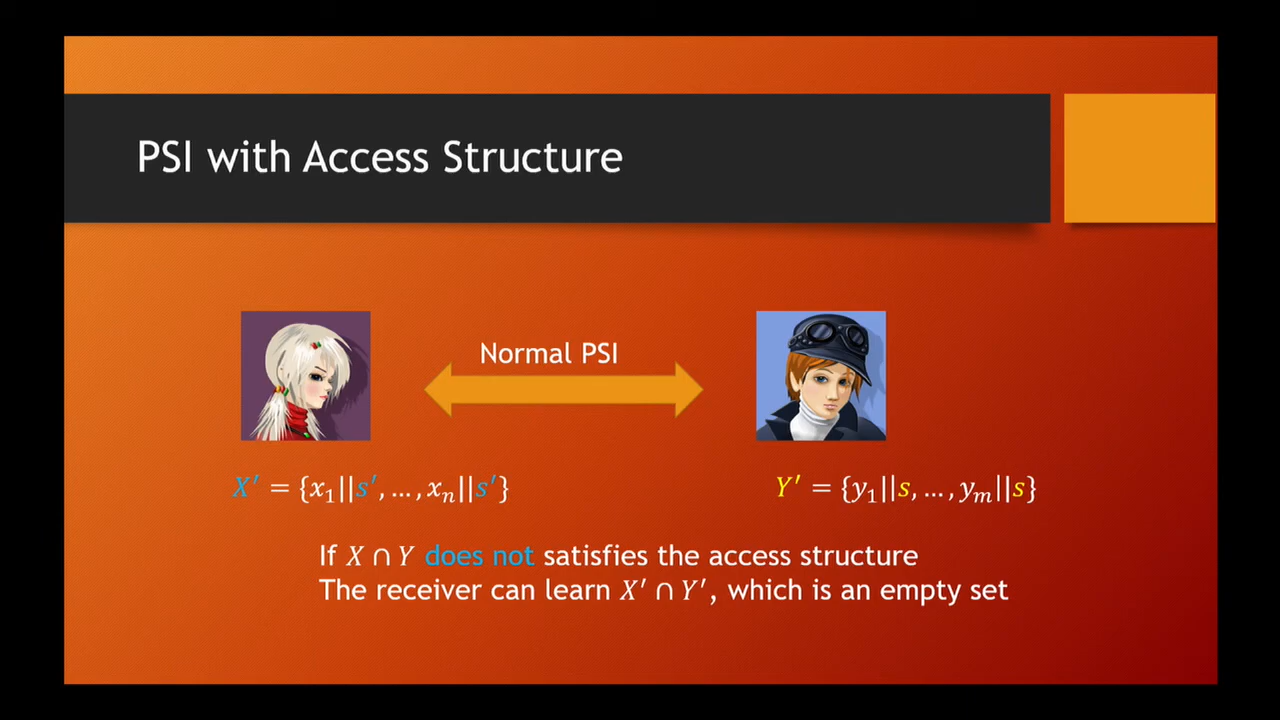 PSI with Access Structure
Normal PSI
X′ = {x₁||s′, … , xₙ||s′}
Y′ = {y₁||s, … , yₘ||s}
If X ∩ Y does not satisfies the access structure
The receiver can learn X′ ∩ Y′, which is an empty set